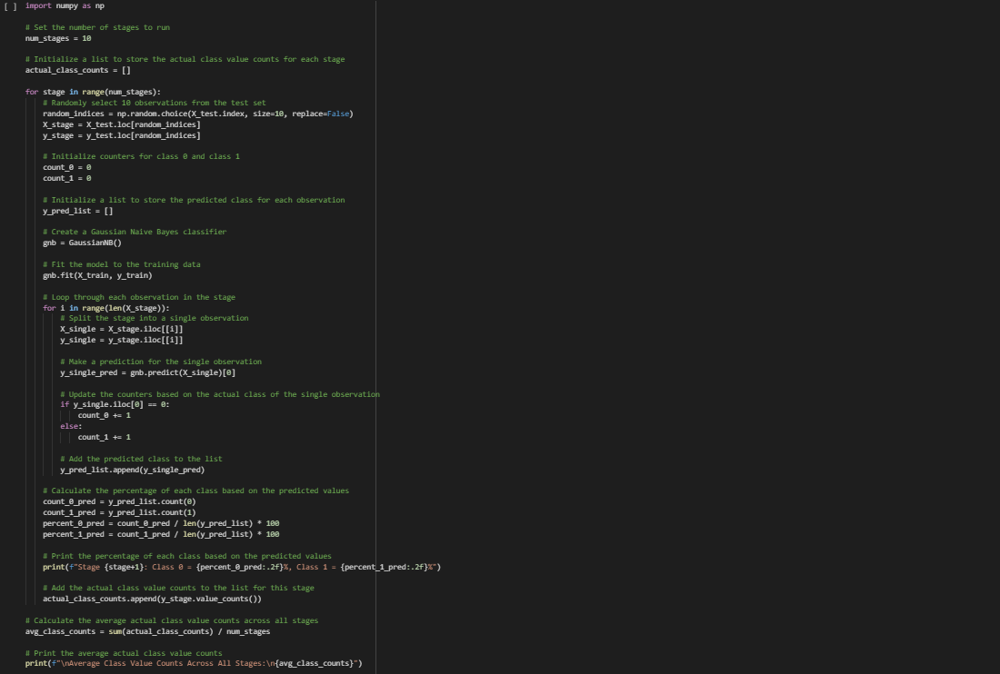 [ ] import numpy as np
# Set the number of stages to run
num_stages = 10
# Initialize a list to store the actual class value counts for each stage
actual_class_counts = []
for stage in range(num_stages):
# Randomly select 10 observations from the test set
random_indices = np.random.choice(X_test.index, size=10, replace=False)
X_stage = X_test.loc[random_indices]
y_stage = y_test.loc[random_indices]
# Initialize counters for class 0 and class 1
count_0 = 0
count_1 = 0
# Initialize a list to store the predicted class for each observation
y_pred_list = []
# Create a Gaussian Naive Bayes classifier
gnb = GaussianNB()
# Fit the model to the training data
gnb.fit(X_train, y_train)
# Loop through each observation in the stage
for i in range(len(X_stage)):
# Split the stage into a single observation
X_single = X_stage.iloc[[i]]
y_single = y_stage.iloc[[i]]
# Make a prediction for the single observation
y_single_pred = gnb.predict(X_single)[0]
# Update the counters based on the actual class of the single observation
if y_single.iloc[0] == 0:
count_0 += 1
else:
count_1 += 1
# Add the predicted class to the list
y_pred_list.append(y_single_pred)
# Calculate the percentage of each class based on the predicted values
count_0_pred = y_pred_list.count(0)
count_1_pred = y_pred_list.count(1)
percent_0_pred = count_0_pred / len(y_pred_list) * 100
percent_1_pred = count_1_pred / len(y_pred_list) * 100
# Print the percentage of each class based on the predicted values
print(f"Stage {stage+1}: Class 0 = {percent_0_pred:.2f}%, Class 1 = {percent_1_pred:.2f}%")
# Add the actual class value counts to the list for this stage
actual_class_counts.append(y_stage.value_counts())
# Calculate the average actual class value counts across all stages
avg_class_counts = sum(actual_class_counts) / num_stages
# Print the average actual class value counts
print(f"\nAverage Class Value Counts Across All Stages:\n{avg_class_counts}")